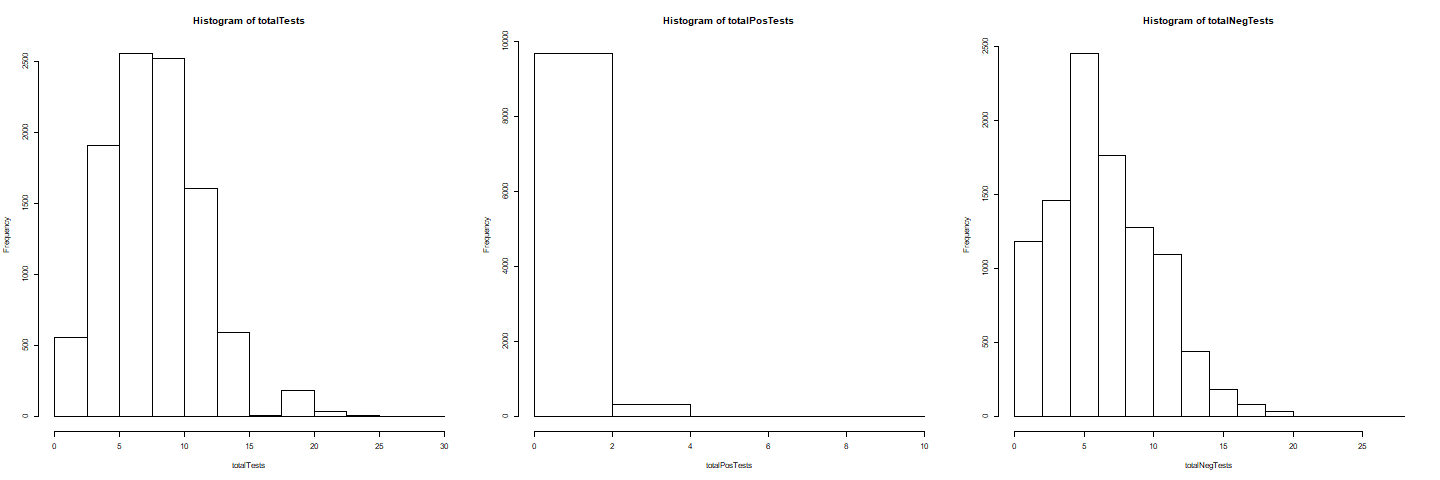 Histogram of totalTests
Frequency
2500
2000
1500
1000
500
0
0 5 10 15 20 25 30
totalTests
Histogram of totalPosTests
Frequency
10000
8000
6000
4000
2000
0
0 2 4 6 8 10
totalPosTests
Histogram of totalNegTests
Frequency
2500
2000
1500
1000
500
0
0 5 10 15 20 25
totalNegTests